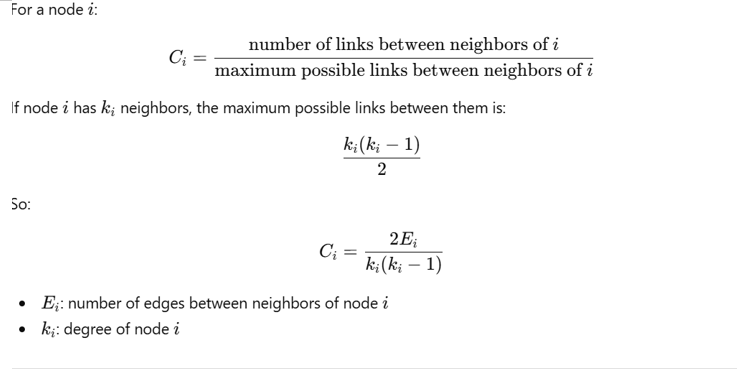 For a node i:
C_i = \frac{number of links between neighbors of i}{maximum possible links between neighbors of i}
If node i has k_i neighbors, the maximum possible links between them is:
\frac{k_i(k_i − 1)}{2}
So:
C_i = \frac{2E_i}{k_i(k_i − 1)}
• E_i: number of edges between neighbors of node i
• k_i: degree of node i